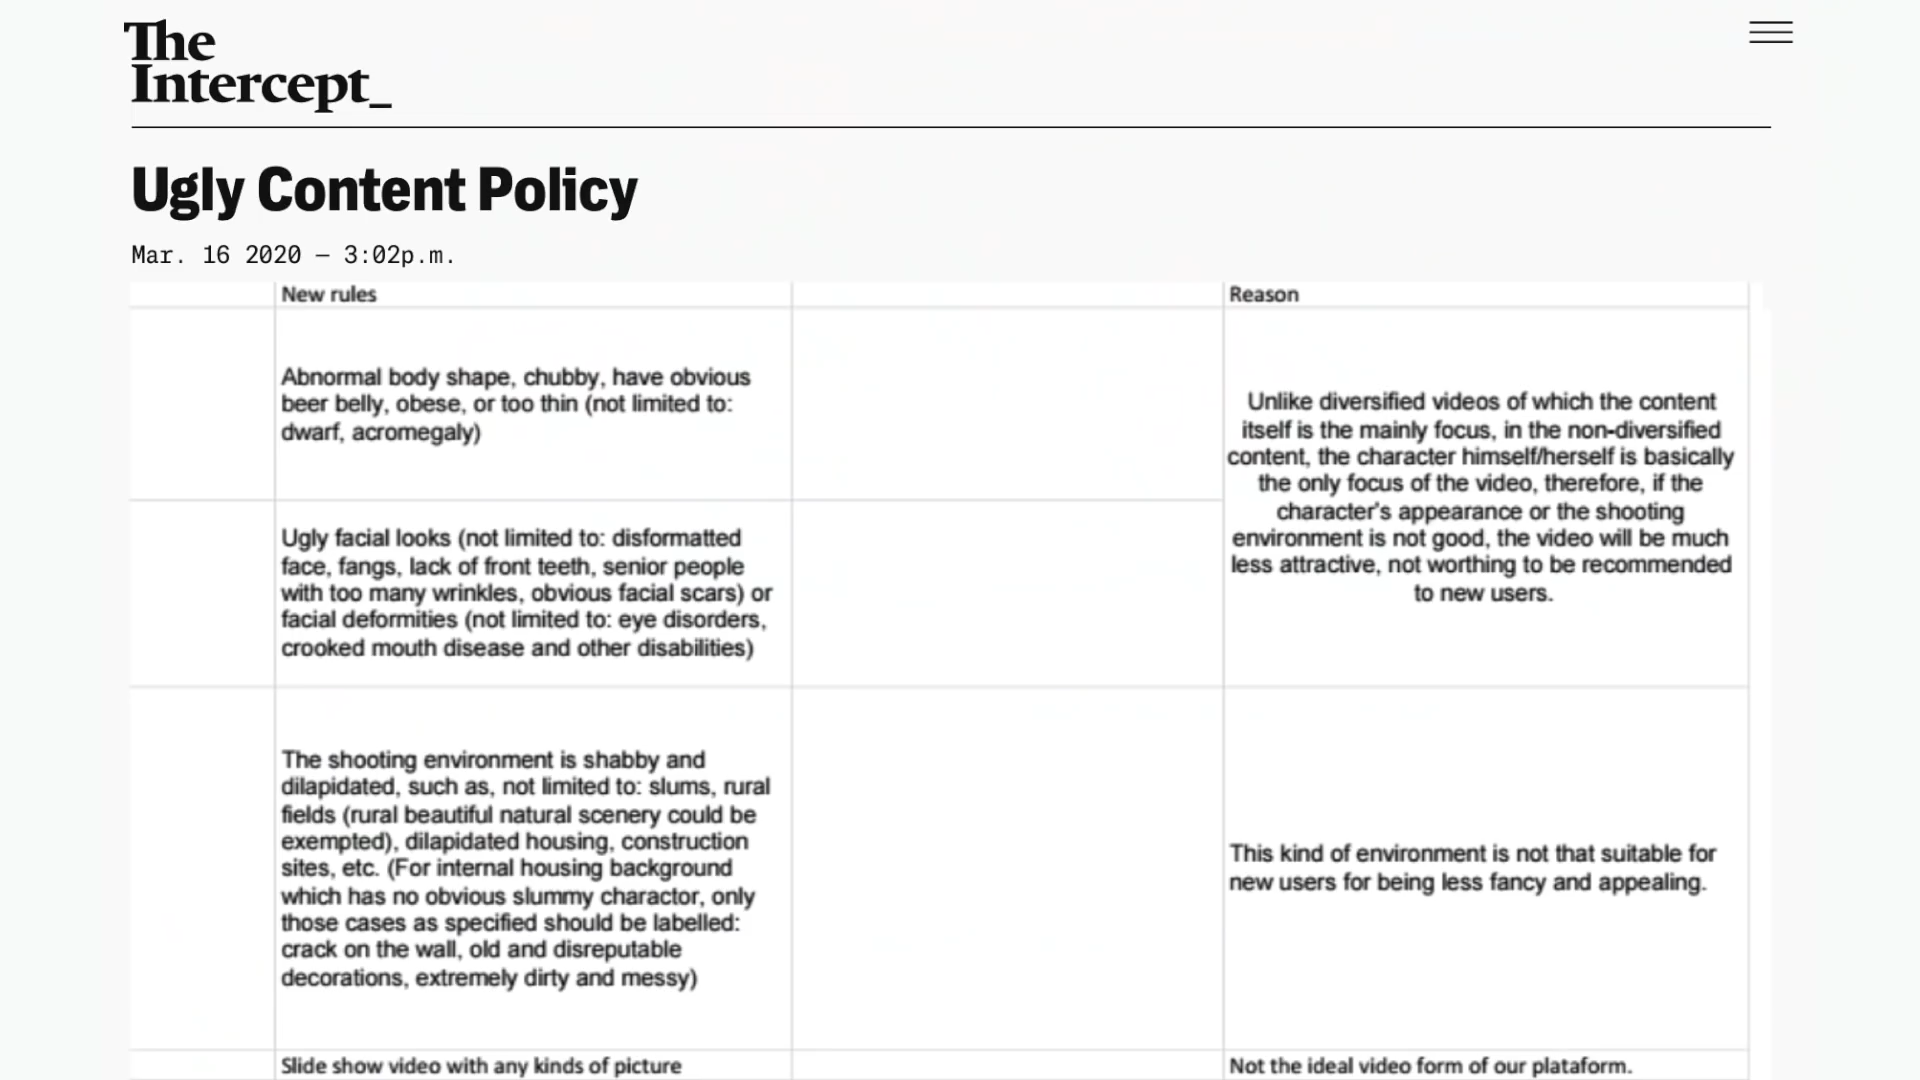 The
Intercept_
Ugly Content Policy
Mar. 16 2020 – 3:02p.m.
New rules
Reason
Abnormal body shape, chubby, have obvious
beer belly, obese, or too thin (not limited to:
dwarf, acromegaly)
Unlike diversified videos of which the content
itself is the mainly focus, in the non-diversified
content, the character himself/herself is basically
the only focus of the video, therefore, if the
character's appearance or the shooting
environment is not good, the video will be much
less attractive, not worthing to be recommended
to new users.
Ugly facial looks (not limited to: disformatted
face, fangs, lack of front teeth, senior people
with too many wrinkles, obvious facial scars) or
facial deformities (not limited to: eye disorders,
crooked mouth disease and other disabilities)
The shooting environment is shabby and
dilapidated, such as, not limited to: slums, rural
fields (rural beautiful natural scenery could be
exempted), dilapidated housing, construction
sites, etc. (For internal housing background
which has no obvious slummy charactor, only
those cases as specified should be labelled:
crack on the wall, old and disreputable
decorations, extremely dirty and messy)
This kind of environment is not that suitable for
new users for being less fancy and appealing.
Slide show video with any kinds of picture
Not the ideal video form of our plataform.